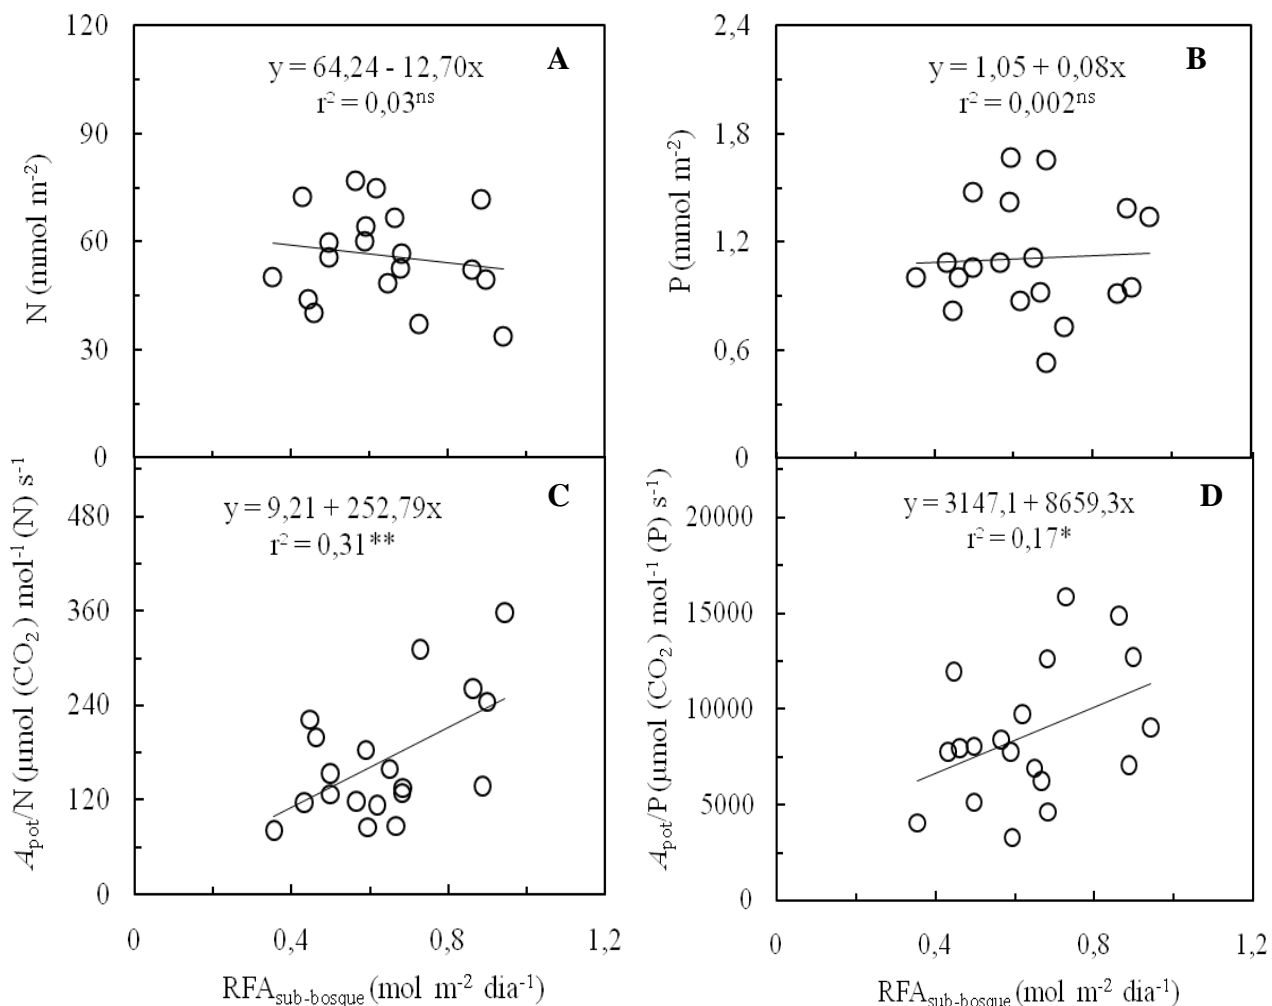 120
90
60
30
0
N (mmol m⁻²)
y = 64,24 - 12,70x
r² = 0,03ⁿˢ
A
2,4
1,8
1,2
0,6
0
P (mmol m⁻²)
y = 1,05 + 0,08x
r² = 0,002ⁿˢ
B
480
360
240
120
0
A_pot/N (µmol (CO₂) mol⁻¹ (N) s⁻¹
y = 9,21 + 252,79x
r² = 0,31**
C
0 0,4 0,8 1,2
RFA_sub-bosque (mol m⁻² dia⁻¹)
20000
15000
10000
5000
0
A_pot/P (µmol (CO₂) mol⁻¹ (P) s⁻¹
y = 3147,1 + 8659,3x
r² = 0,17*
D
0 0,4 0,8 1,2
RFA_sub-bosque (mol m⁻² dia⁻¹)